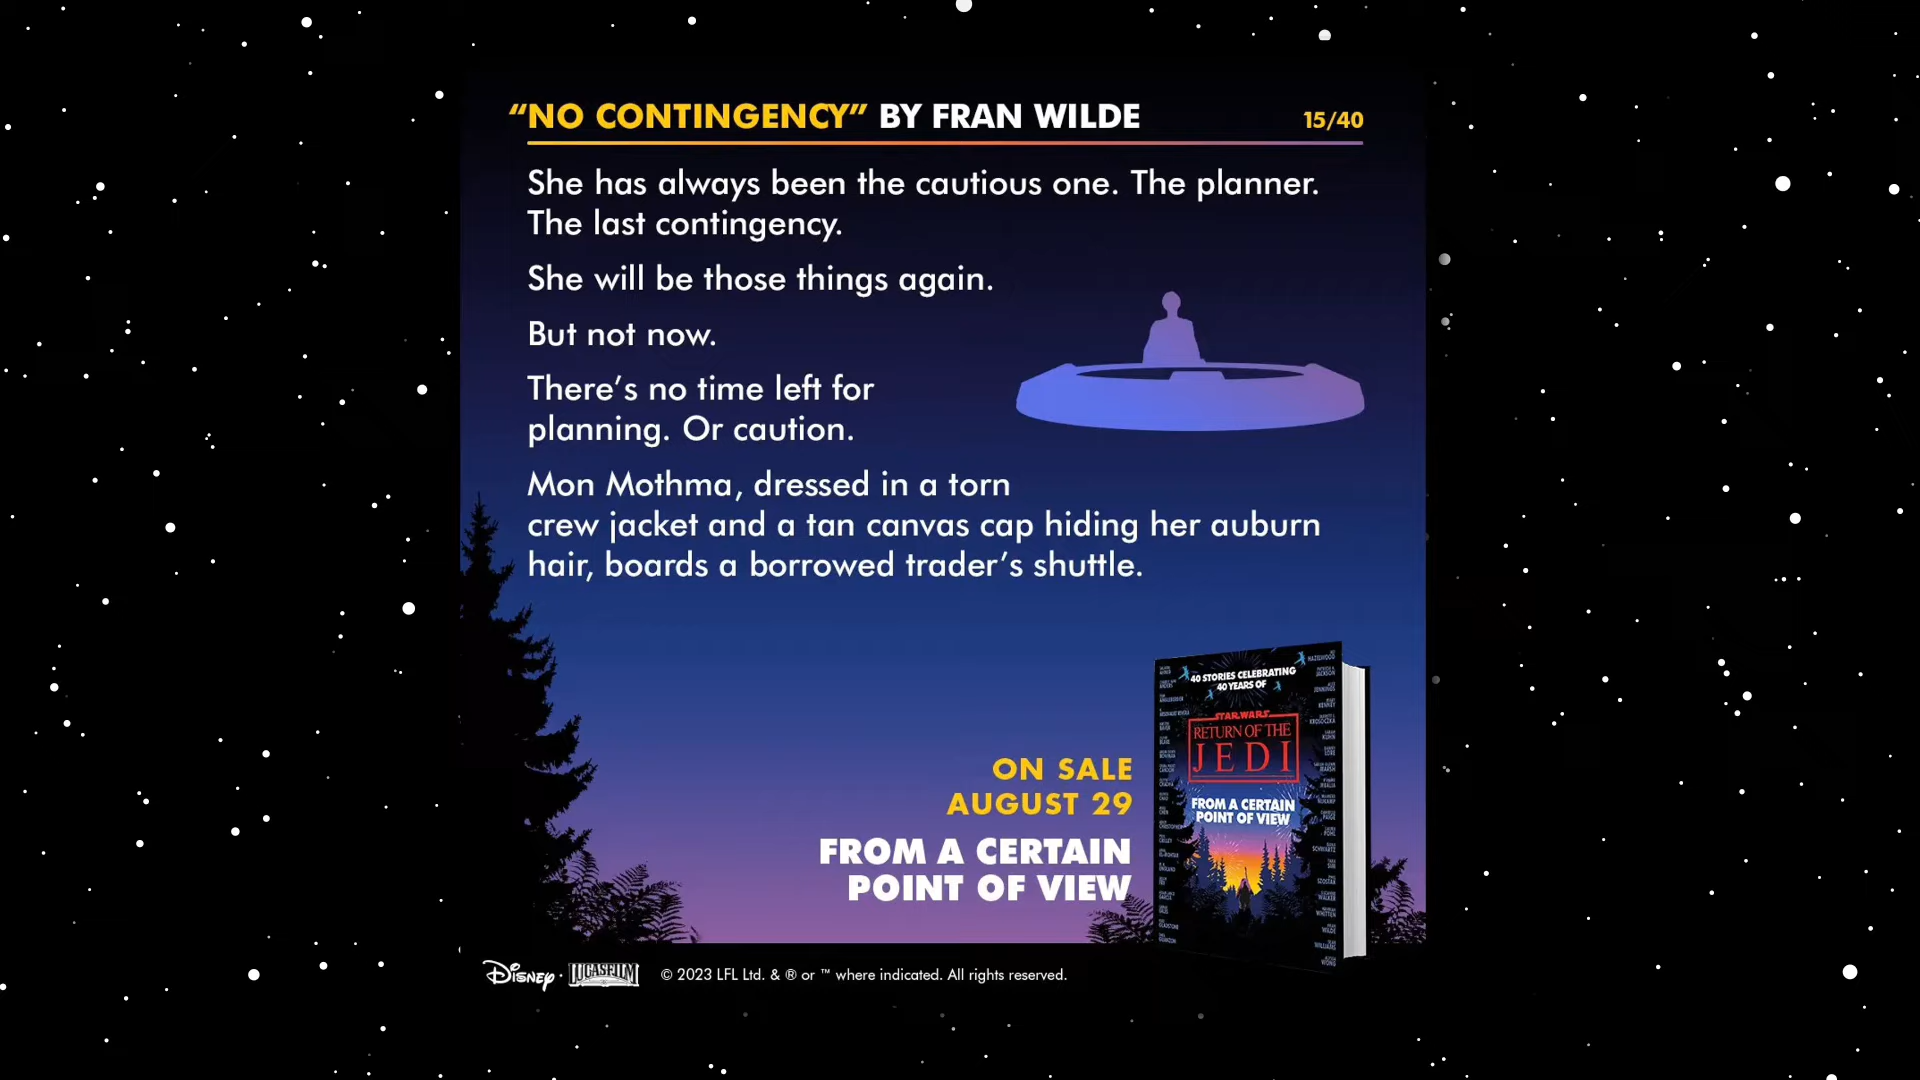 “NO CONTINGENCY” BY FRAN WILDE
15/40
She has always been the cautious one. The planner.
The last contingency.
She will be those things again.
But not now.
There’s no time left for
planning. Or caution.
Mon Mothma, dressed in a torn
crew jacket and a tan canvas cap hiding her auburn
hair, boards a borrowed trader’s shuttle.
40 STORIES CELEBRATING
40 YEARS OF
STAR WARS
RETURN OF THE
JEDI
FROM A CERTAIN
POINT OF VIEW
ON SALE
AUGUST 29
FROM A CERTAIN
POINT OF VIEW
Disney · LUCASFILM © 2023 LFL Ltd. & ® or ™ where indicated. All rights reserved.